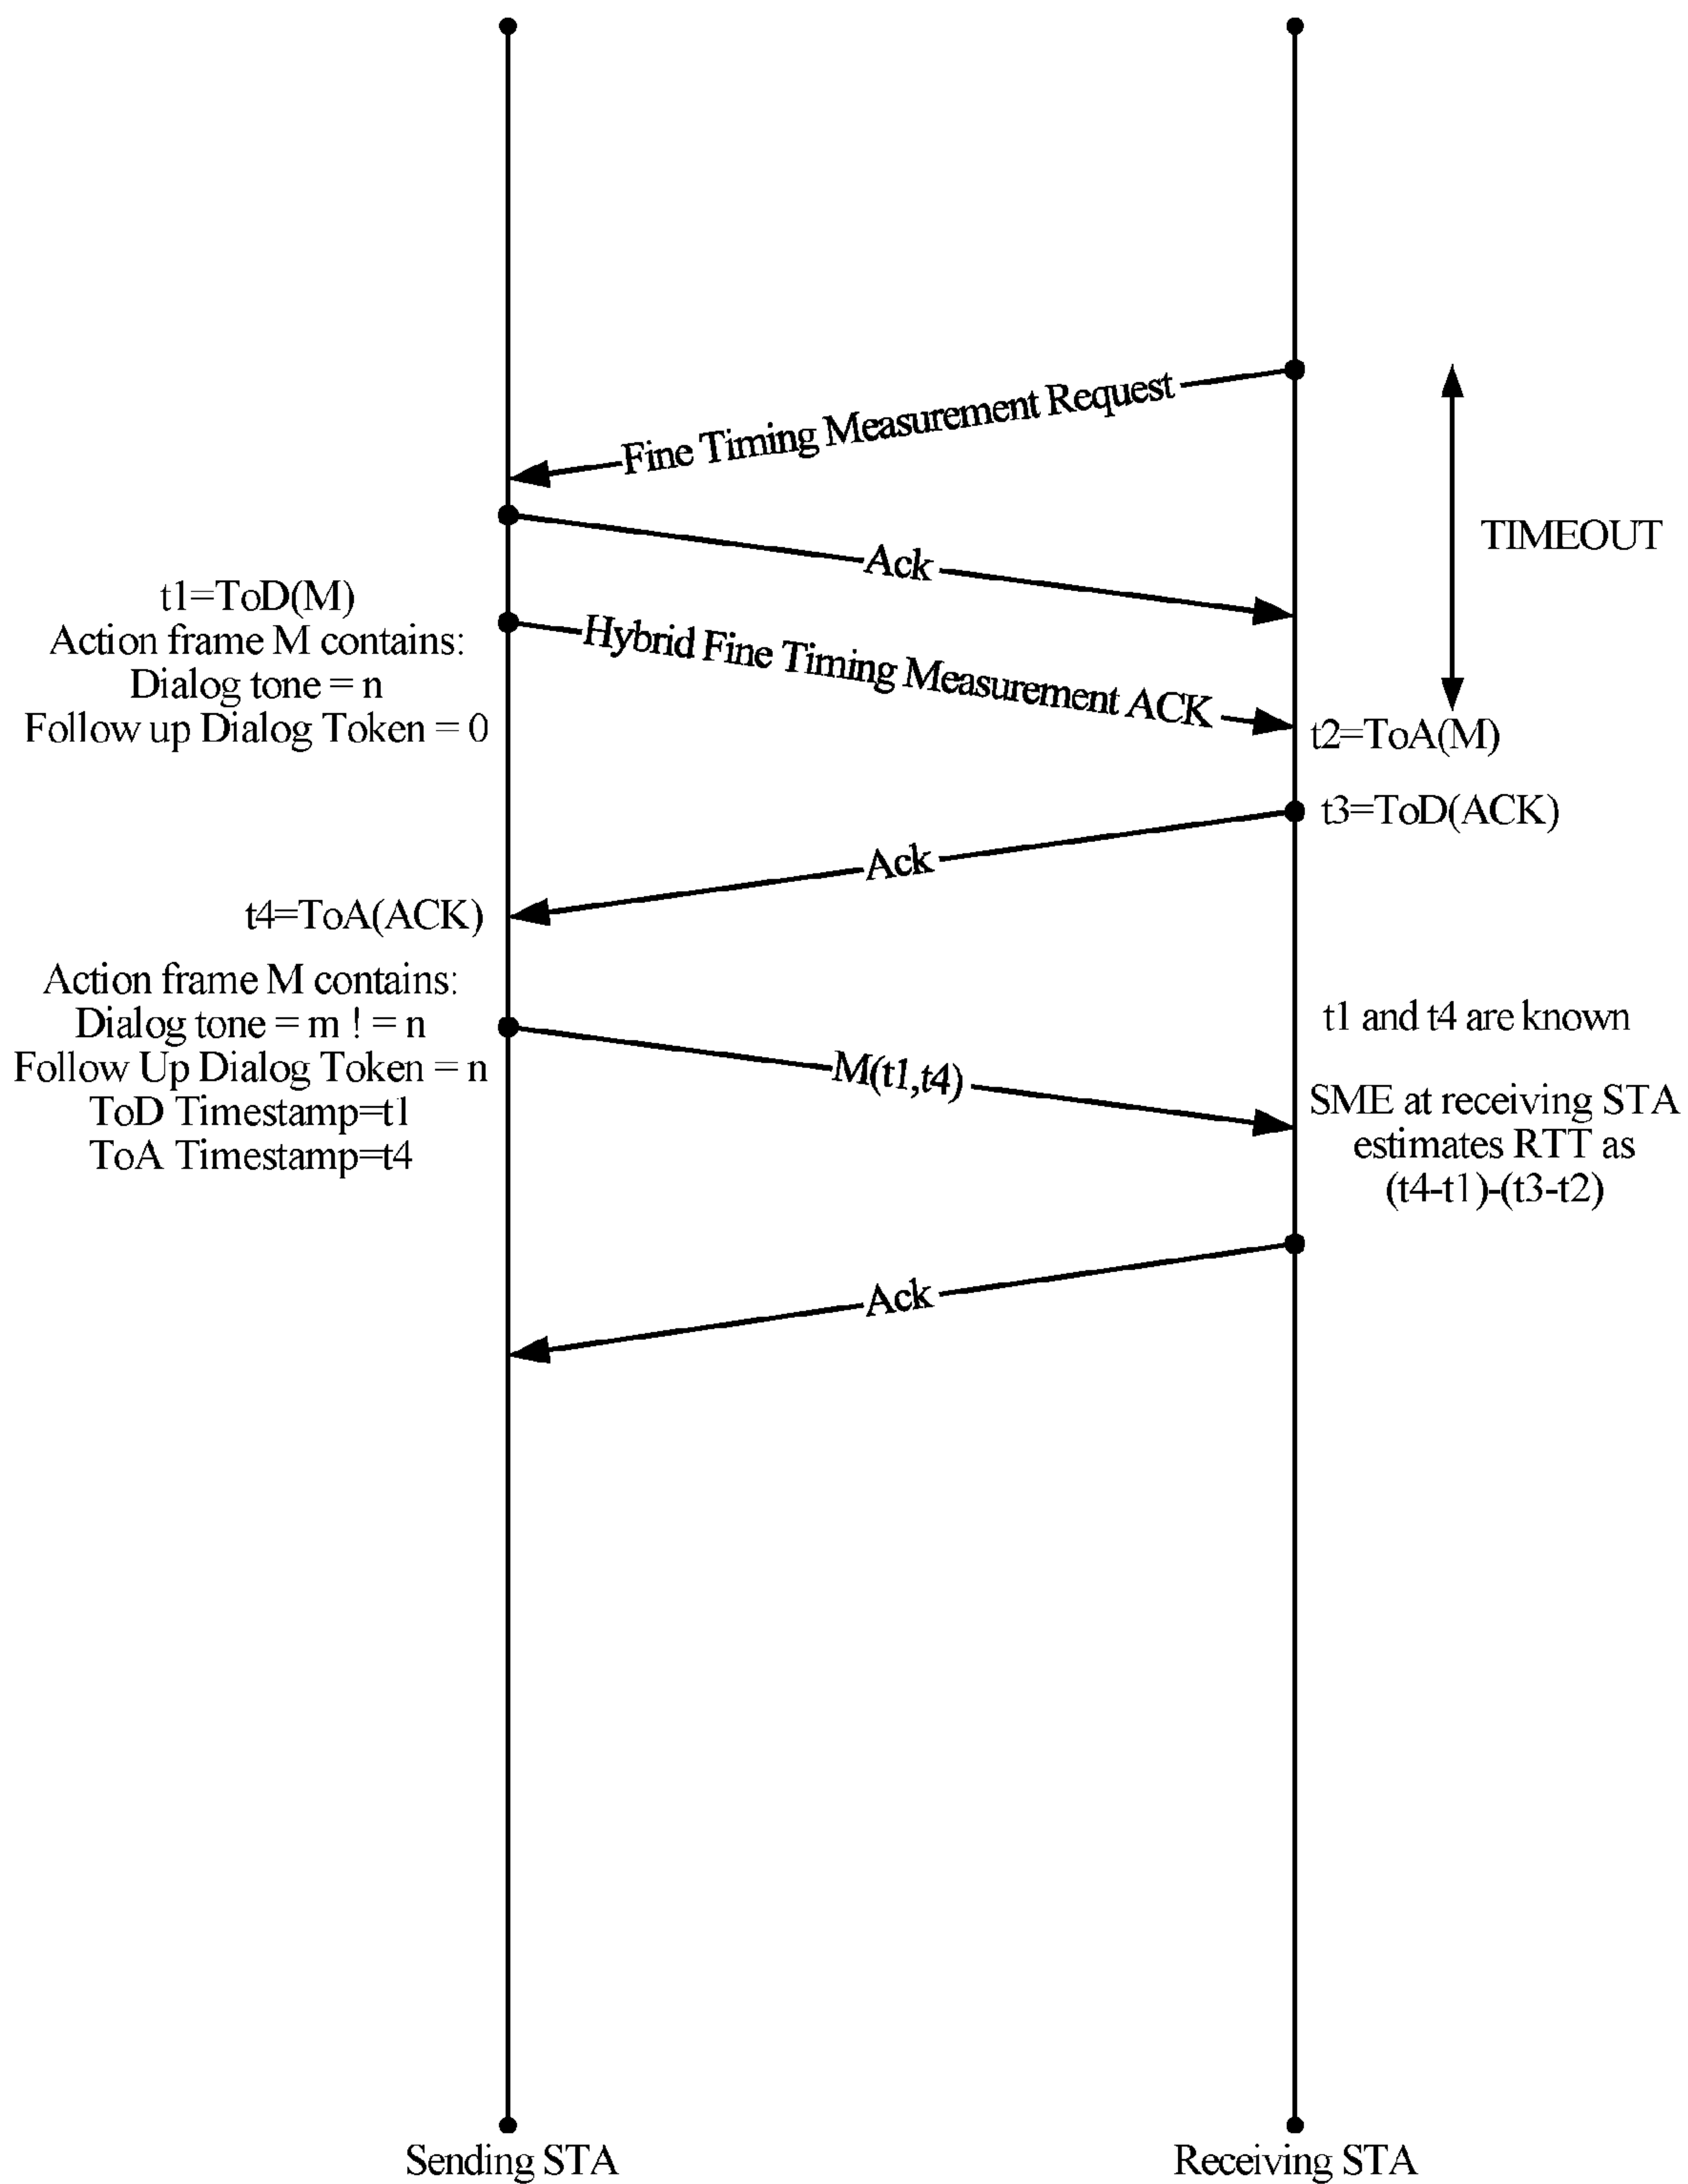 Fine Timing Measurement Request
TIMEOUT
Ack
t1=ToD(M)
Action frame M contains:
Dialog tone = n
Follow up Dialog Token = 0
Hybrid Fine Timing Measurement ACK
t2=ToA(M)
t3=ToD(ACK)
Ack
t4=ToA(ACK)
Action frame M contains:
Dialog tone = m ! = n
Follow Up Dialog Token = n
ToD Timestamp=t1
ToA Timestamp=t4
M(t1,t4)
t1 and t4 are known
SME at receiving STA
estimates RTT as
(t4-t1)-(t3-t2)
Ack
Sending STA
Receiving STA